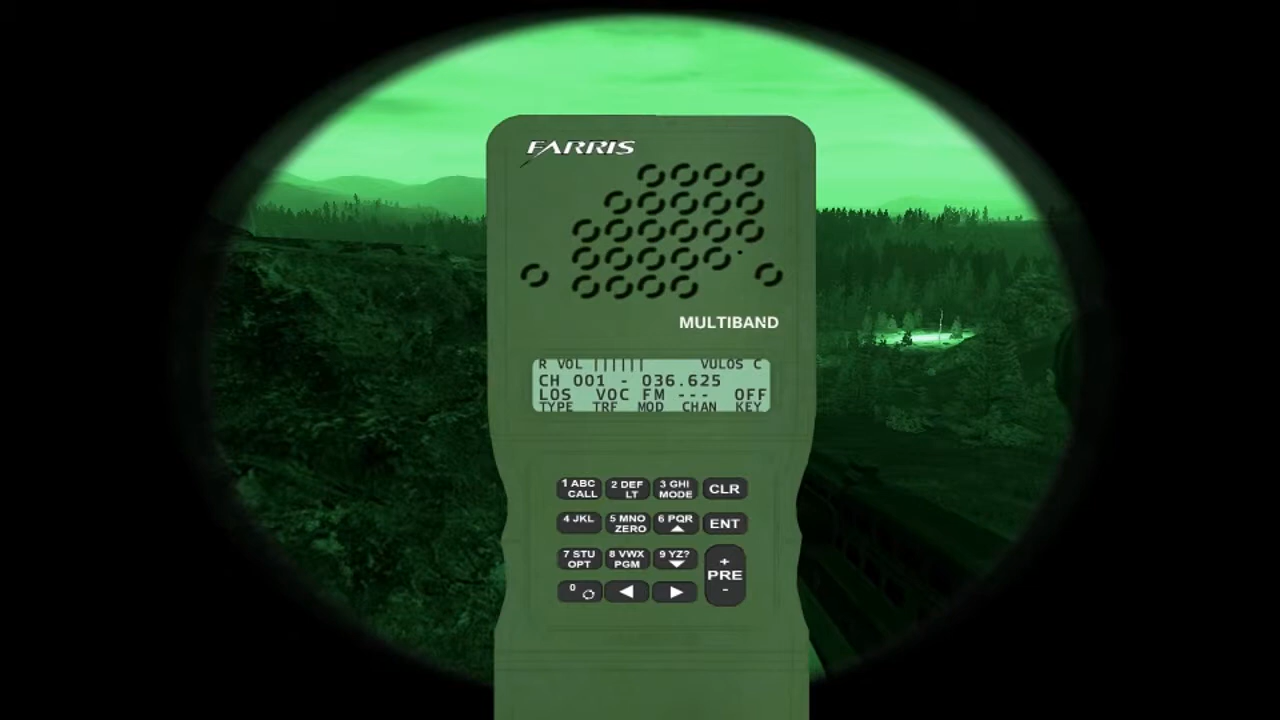 FARRIS
MULTIBAND
R VOL |||||| VULOS C
CH 001 - 036.625
LOS VOC FM --- OFF
TYPE TRF MOD CHAN KEY
1 ABC CALL 2 DEF LT 3 GHI MODE CLR
4 JKL 5 MNO ZERO 6 PQR ENT
7 STU OPT 8 VWX PGM 9 YZ? + PRE -
0